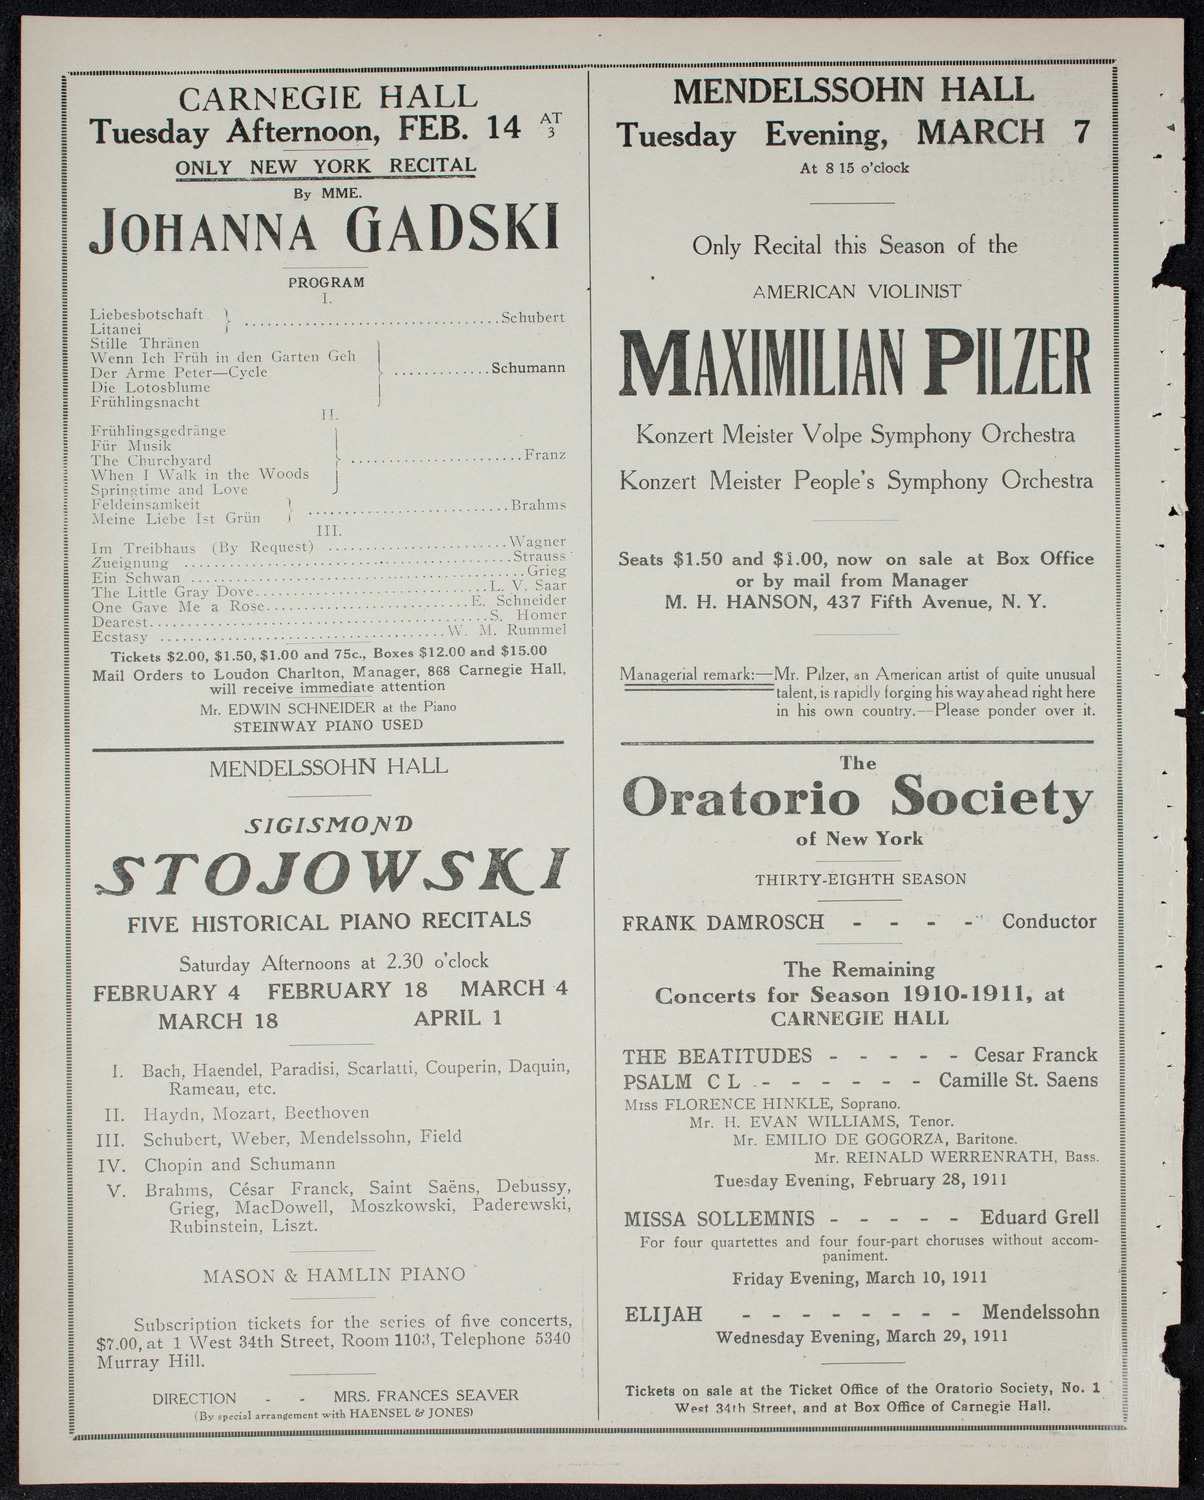 CARNEGIE HALL
Tuesday Afternoon, FEB. 14 AT 3
ONLY NEW YORK RECITAL
By MME.
JOHANNA GADSKI
PROGRAM
I.
Liebesbotschaft
Litanei
Schubert
Stille Thränen
Wenn Ich Früh in den Garten Geh
Der Arme Peter—Cycle
Die Lotosblume
Frühlingsnacht
Schumann
II.
Frühlingsgedränge
Für Musik
The Churchyard
When I Walk in the Woods
Springtime and Love
Franz
Feldeinsamkeit
Meine Liebe Ist Grün
Brahms
III.
Im Treibhaus (By Request) ........ Wagner
Zueignung ........ Strauss
Ein Schwan ........ Grieg
The Little Gray Dove ........ L. V. Saar
One Gave Me a Rose ........ E. Schneider
Dearest ........ S. Homer
Ecstasy ........ W. M. Rummel
Tickets $2.00, $1.50, $1.00 and 75c., Boxes $12.00 and $15.00
Mail Orders to Loudon Charlton, Manager, 868 Carnegie Hall,
will receive immediate attention
Mr. EDWIN SCHNEIDER at the Piano
STEINWAY PIANO USED
MENDELSSOHN HALL
SIGISMOND
STOJOWSKI
FIVE HISTORICAL PIANO RECITALS
Saturday Afternoons at 2.30 o'clock
FEBRUARY 4 FEBRUARY 18 MARCH 4
MARCH 18 APRIL 1
I. Bach, Haendel, Paradisi, Scarlatti, Couperin, Daquin,
Rameau, etc.
II. Haydn, Mozart, Beethoven
III. Schubert, Weber, Mendelssohn, Field
IV. Chopin and Schumann
V. Brahms, César Franck, Saint Saëns, Debussy,
Grieg, MacDowell, Moszkowski, Paderewski,
Rubinstein, Liszt.
MASON & HAMLIN PIANO
Subscription tickets for the series of five concerts,
$7.00, at 1 West 34th Street, Room 1103, Telephone 5340
Murray Hill.
DIRECTION - - MRS. FRANCES SEAVER
(By special arrangement with HAENSEL & JONES)
MENDELSSOHN HALL
Tuesday Evening, MARCH 7
At 8 15 o'clock
Only Recital this Season of the
AMERICAN VIOLINIST
MAXIMILIAN PILZER
Konzert Meister Volpe Symphony Orchestra
Konzert Meister People's Symphony Orchestra
Seats $1.50 and $1.00, now on sale at Box Office
or by mail from Manager
M. H. HANSON, 437 Fifth Avenue, N. Y.
Managerial remark:—Mr. Pilzer, an American artist of quite unusual
talent, is rapidly forging his way ahead right here
in his own country.—Please ponder over it.
The
Oratorio Society
of New York
THIRTY-EIGHTH SEASON
FRANK DAMROSCH - - - - Conductor
The Remaining
Concerts for Season 1910-1911, at
CARNEGIE HALL
THE BEATITUDES - - - - - Cesar Franck
PSALM C L - - - - - - Camille St. Saens
Miss FLORENCE HINKLE, Soprano.
Mr. H. EVAN WILLIAMS, Tenor.
Mr. EMILIO DE GOGORZA, Baritone.
Mr. REINALD WERRENRATH, Bass.
Tuesday Evening, February 28, 1911
MISSA SOLLEMNIS - - - - - Eduard Grell
For four quartettes and four four-part choruses without accom-
paniment.
Friday Evening, March 10, 1911
ELIJAH - - - - - - - - Mendelssohn
Wednesday Evening, March 29, 1911
Tickets on sale at the Ticket Office of the Oratorio Society, No. 1
West 34th Street, and at Box Office of Carnegie Hall.